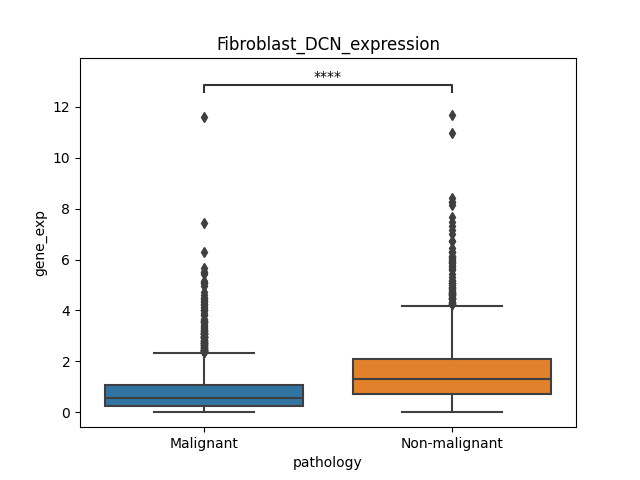 Fibroblast_DCN_expression
****
12
10
8
6
4
2
0
gene_exp
Malignant
Non-malignant
pathology